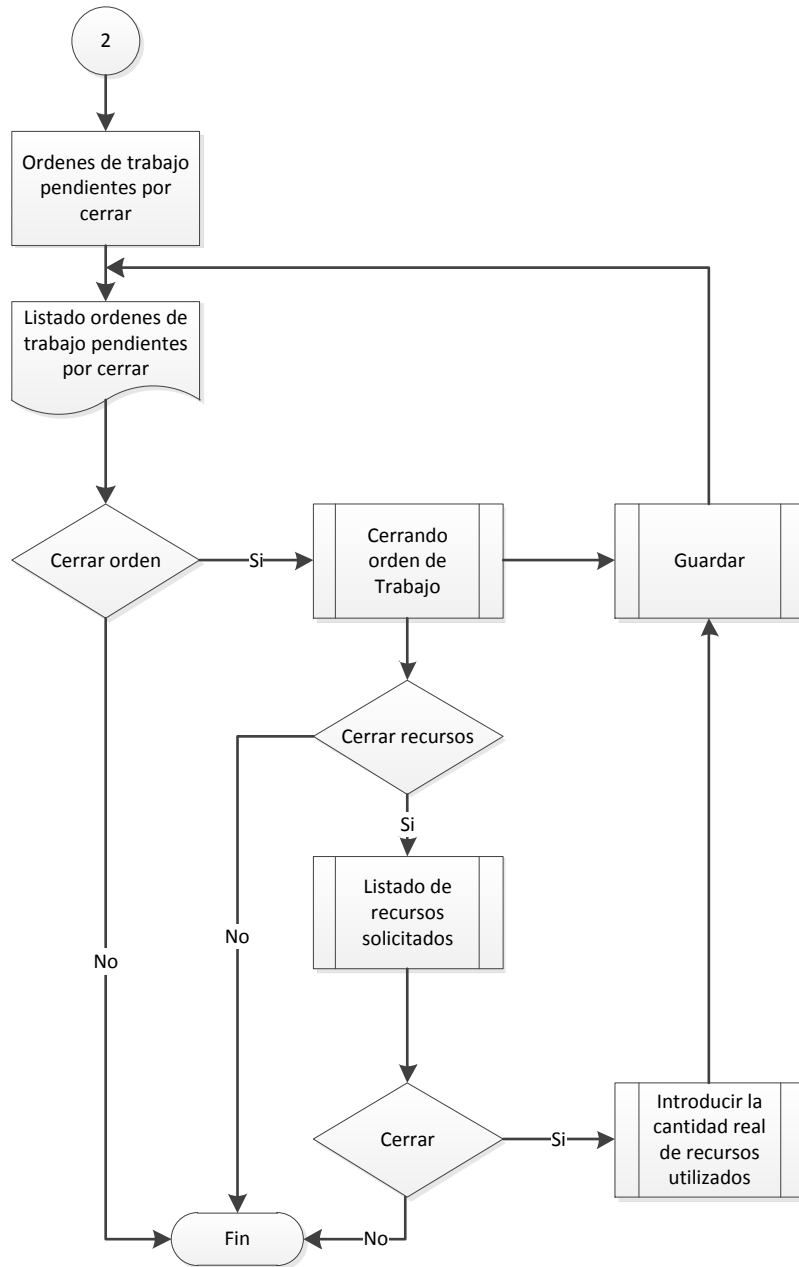 2
Ordenes de trabajo
pendientes por
cerrar
Listado ordenes de
trabajo pendientes
por cerrar
Cerrar orden
Si
Cerrando
orden de
Trabajo
Guardar
Cerrar recursos
Si
Listado de
recursos
solicitados
No
No
Cerrar
Si
Introducir la
cantidad real
de recursos
utilizados
Fin
No